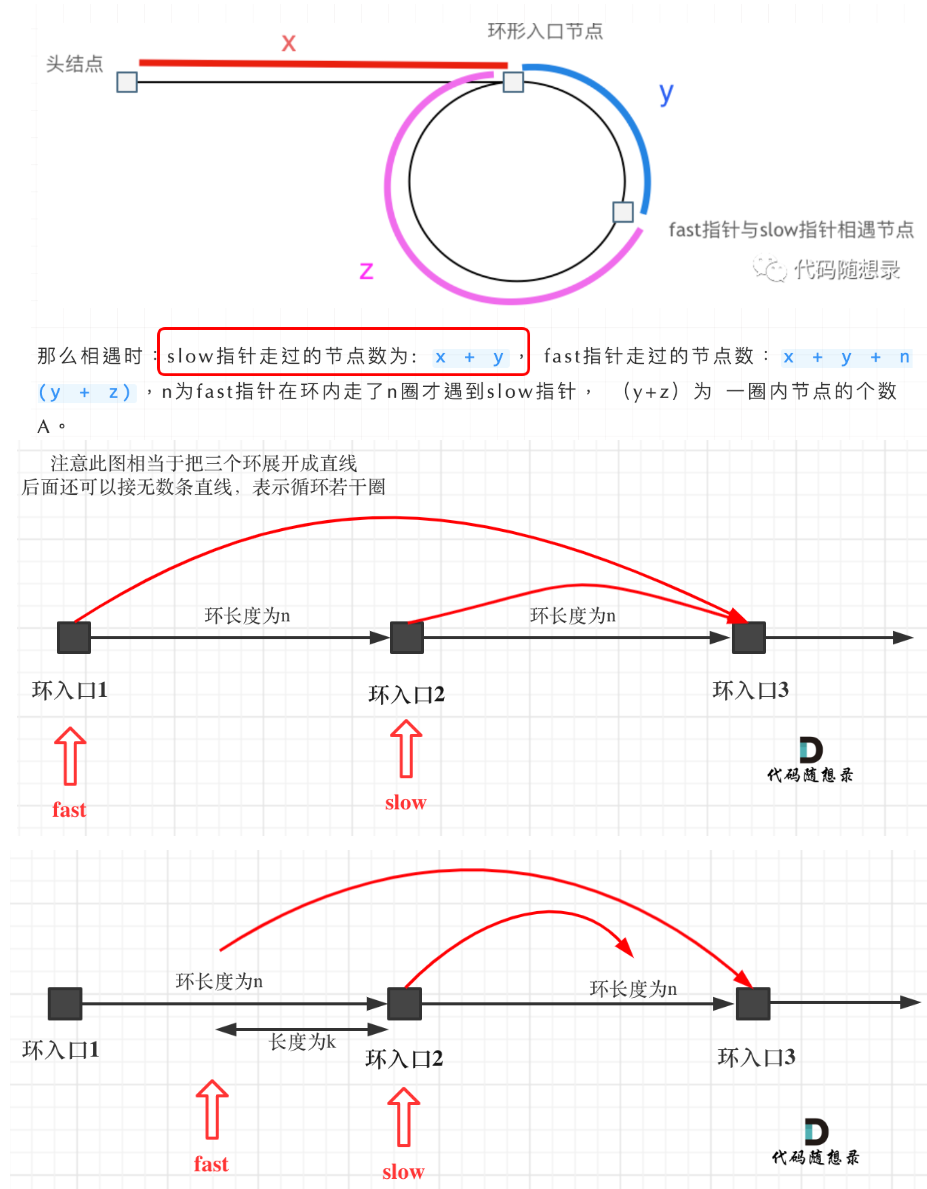 x
环形入口节点
头结点
y
fast指针与slow指针相遇节点
z
代码随想录
那么相遇时：slow指针走过的节点数为: x + y ， fast指针走过的节点数：x + y + n
(y + z) ，n为fast指针在环内走了n圈才遇到slow指针， （y+z）为 一圈内节点的个数
A。
注意此图相当于把三个环展开成直线
后面还可以接无数条直线，表示循环若干圈
环长度为n
环长度为n
环入口1
环入口2
环入口3
代码随想录
fast
slow
环长度为n
环长度为n
长度为k
环入口1
环入口2
环入口3
代码随想录
fast
slow